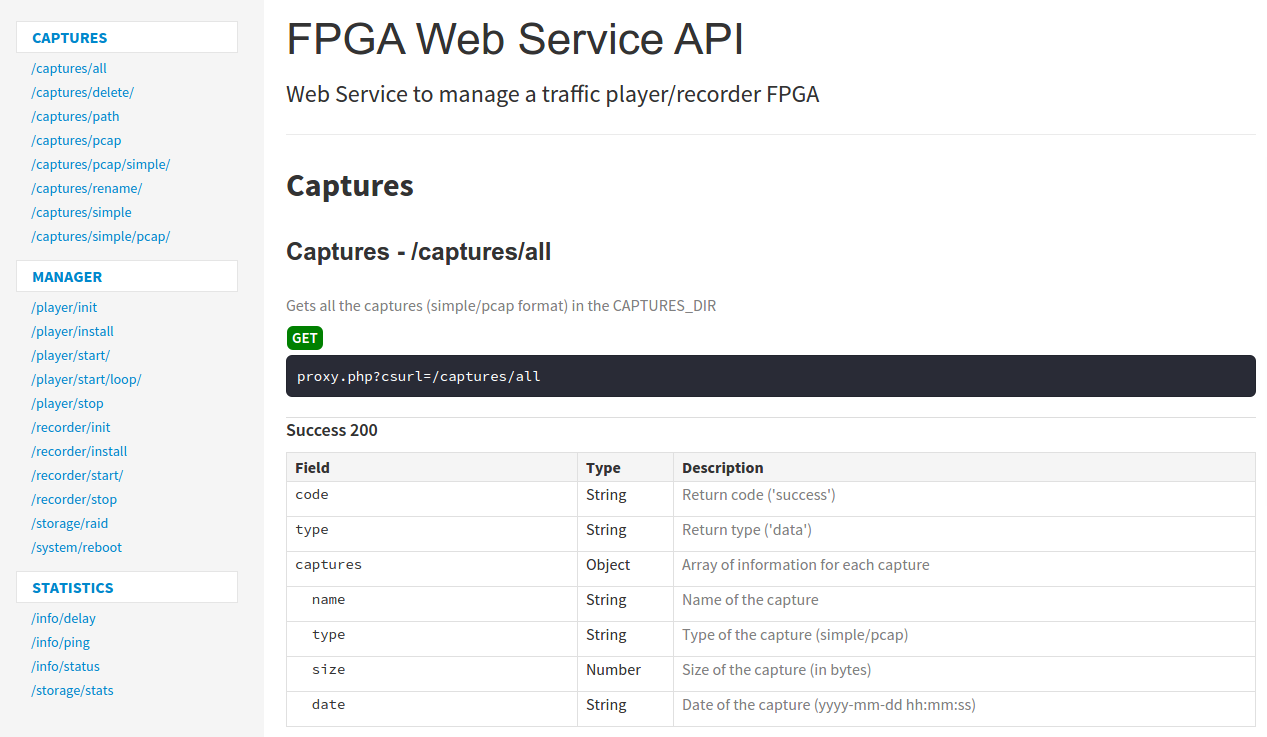 CAPTURES
/captures/all
/captures/delete/
/captures/path
/captures/pcap
/captures/pcap/simple/
/captures/rename/
/captures/simple
/captures/simple/pcap/
MANAGER
/player/init
/player/install
/player/start/
/player/start/loop/
/player/stop
/recorder/init
/recorder/install
/recorder/start/
/recorder/stop
/storage/raid
/system/reboot
STATISTICS
/info/delay
/info/ping
/info/status
/storage/stats
FPGA Web Service API
Web Service to manage a traffic player/recorder FPGA
Captures
Captures - /captures/all
Gets all the captures (simple/pcap format) in the CAPTURES_DIR
GET
proxy.php?csurl=/captures/all
Success 200
Field Type Description
code String Return code ('success')
type String Return type ('data')
captures Object Array of information for each capture
name String Name of the capture
type String Type of the capture (simple/pcap)
size Number Size of the capture (in bytes)
date String Date of the capture (yyyy-mm-dd hh:mm:ss)